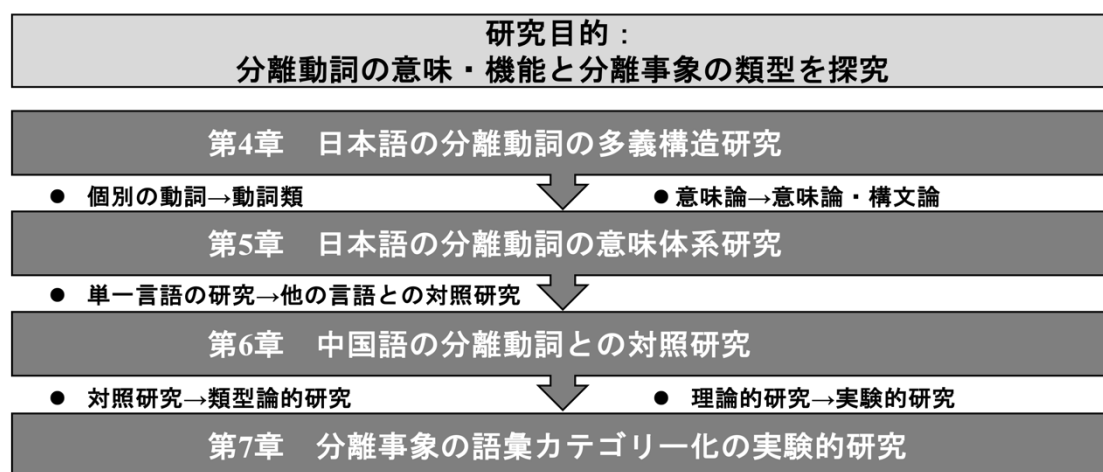 研究目的：
分離動詞の意味・機能と分離事象の類型を探究
第4章　日本語の分離動詞の多義構造研究
● 個別の動詞→動詞類
● 意味論→意味論・構文論
第5章　日本語の分離動詞の意味体系研究
● 単一言語の研究→他の言語との対照研究
第6章　中国語の分離動詞との対照研究
● 対照研究→類型論的研究
● 理論的研究→実験的研究
第7章　分離事象の語彙カテゴリー化の実験的研究